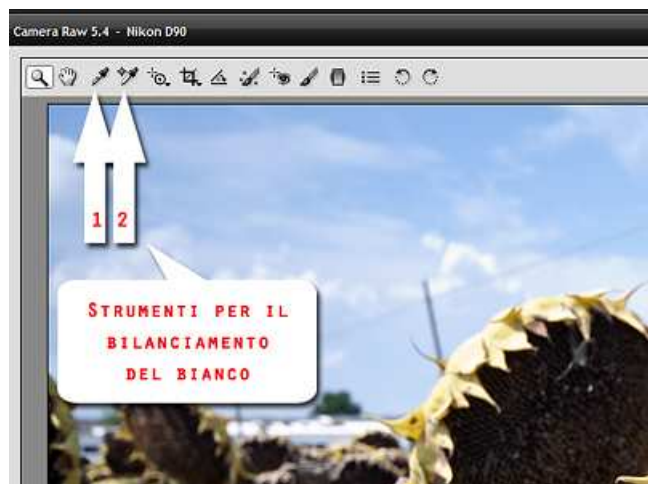 Camera Raw 5.4 - Nikon D90
1 2
STRUMENTI PER IL
BILANCIAMENTO
DEL BIANCO